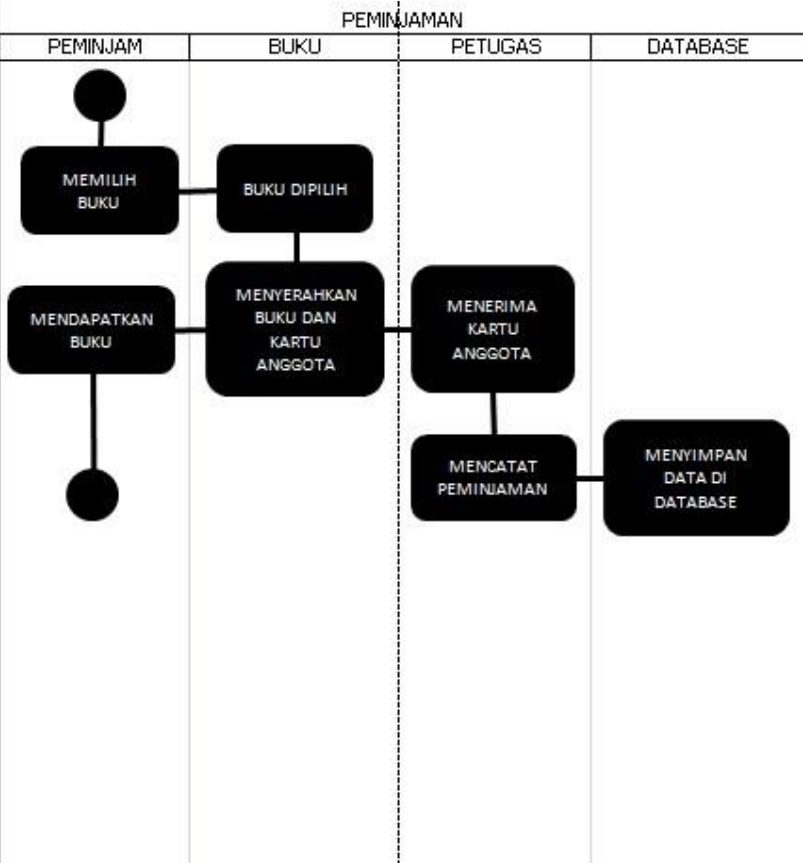 PEMINJAMAN
PEMINJAM
BUKU
PETUGAS
DATABASE
MEMILIH
BUKU
BUKU DIPILIH
MENDAPATKAN
BUKU
MENYERAHKAN
BUKU DAN
KARTU
ANGGOTA
MENERIMA
KARTU
ANGGOTA
MENCATAT
PEMINJAMAN
MENYIMPAN
DATA DI
DATABASE